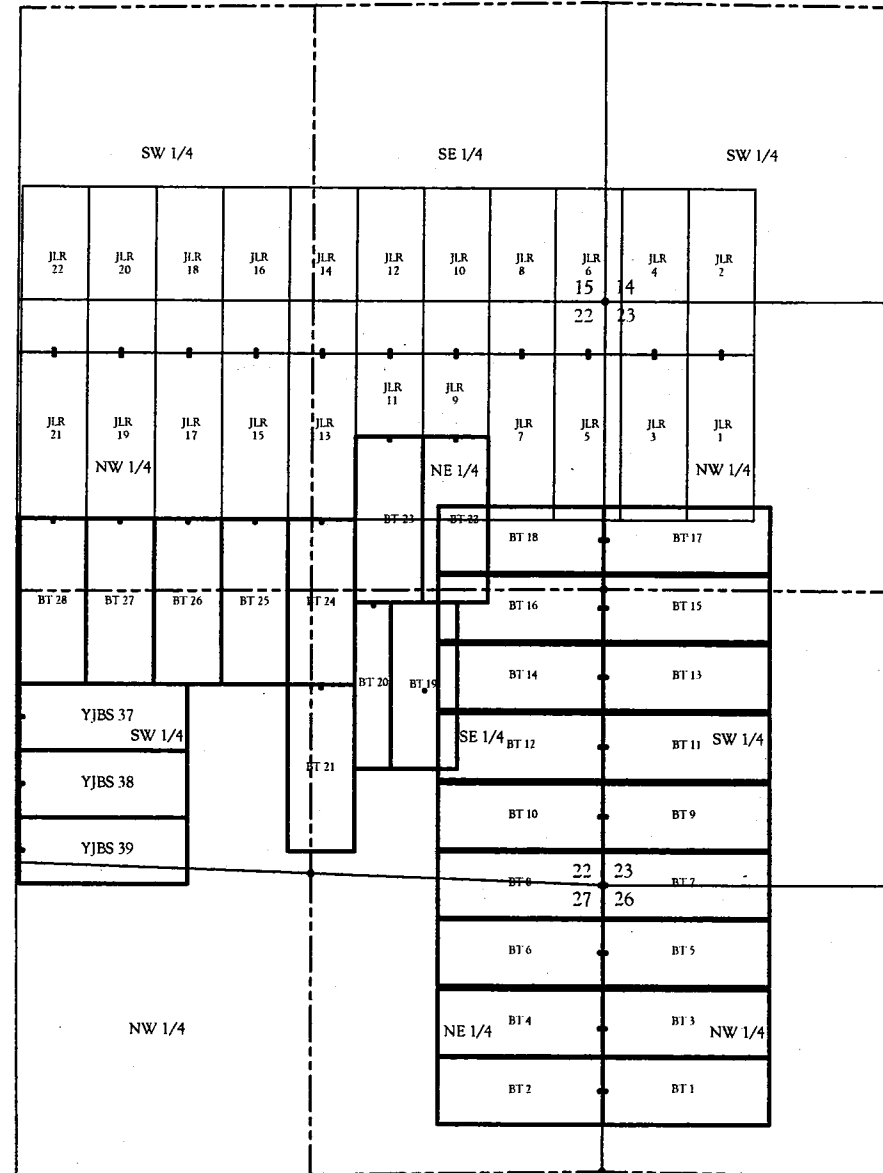 SW 1/4
SE 1/4
SW 1/4
JLR
22
JLR
20
JLR
18
JLR
16
JLR
14
JLR
12
JLR
10
JLR
8
JLR
6
JLR
4
JLR
2
15 14
22 23
JLR
21
JLR
19
JLR
17
JLR
15
JLR
13
JLR
11
JLR
9
JLR
7
JLR
5
JLR
3
JLR
1
NW 1/4
NE 1/4
NW 1/4
BT 23
BT 22
BT 18
BT 17
BT 28
BT 27
BT 26
BT 25
BT 24
BT 16
BT 15
BT 20
BT 19
BT 14
BT 13
YJBS 37
SW 1/4
SE 1/4
BT 12
BT 11
SW 1/4
BT 21
YJBS 38
BT 10
BT 9
YJBS 39
22 23
BT 8
BT 7
27 26
BT 6
BT 5
NW 1/4
NE 1/4
BT 4
BT 3
NW 1/4
BT 2
BT 1